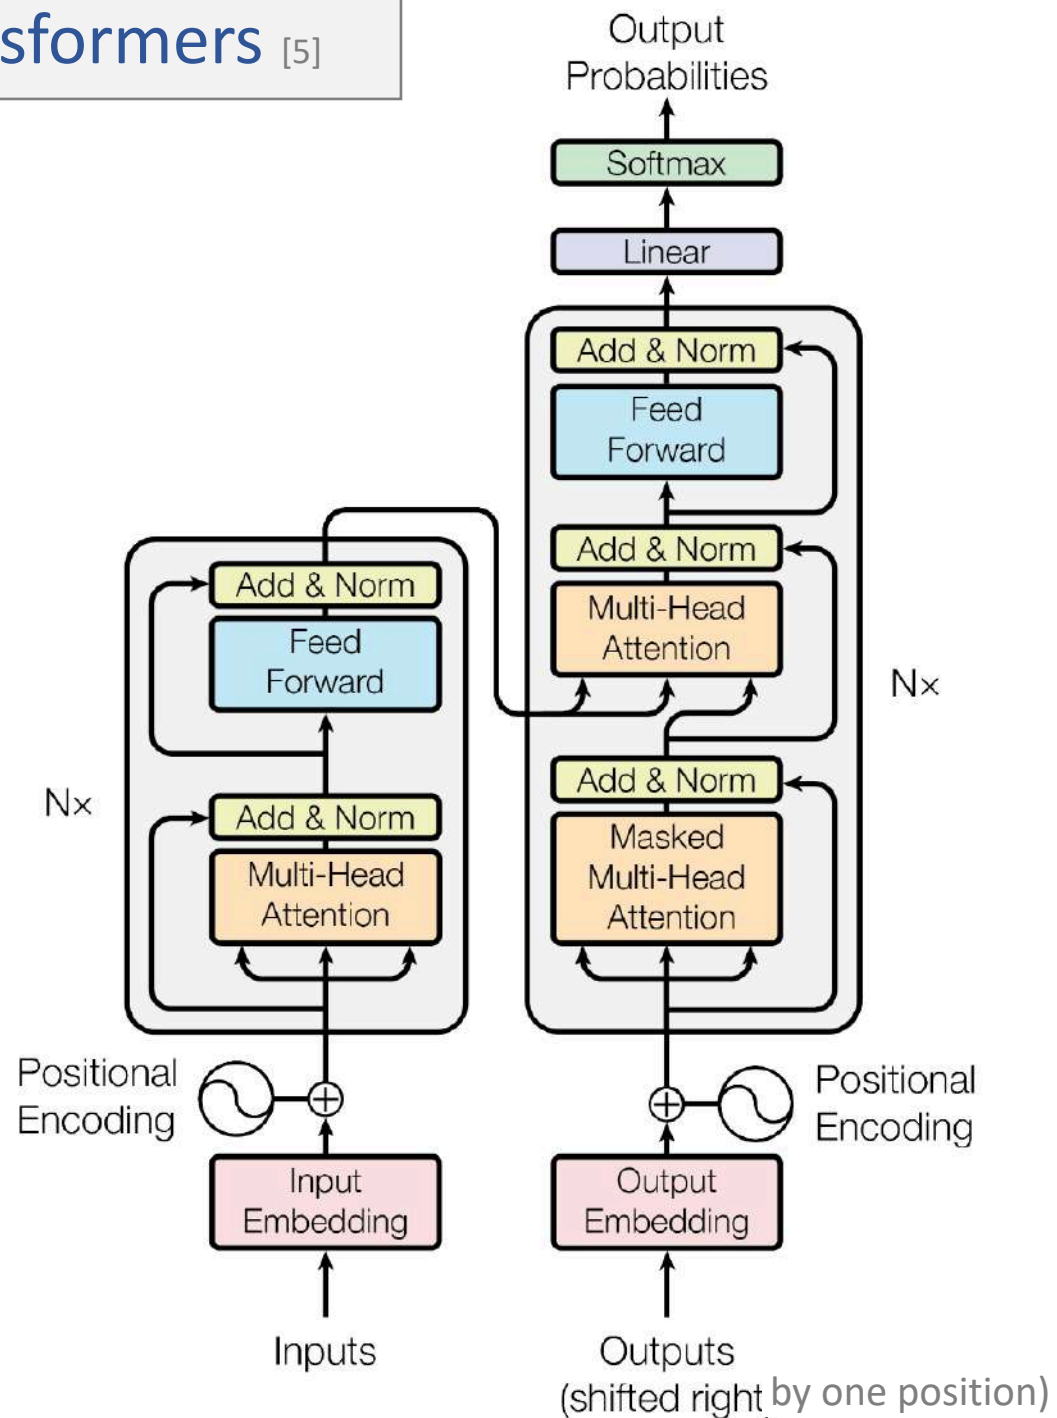 sformers [5]
Output
Probabilities
Softmax
Linear
Add & Norm
Feed
Forward
Add & Norm
Multi-Head
Attention
Nx
Add & Norm
Masked
Multi-Head
Attention
Add & Norm
Feed
Forward
Nx
Add & Norm
Multi-Head
Attention
Positional
Encoding
Positional
Encoding
Input
Embedding
Output
Embedding
Inputs
Outputs
(shifted right by one position)